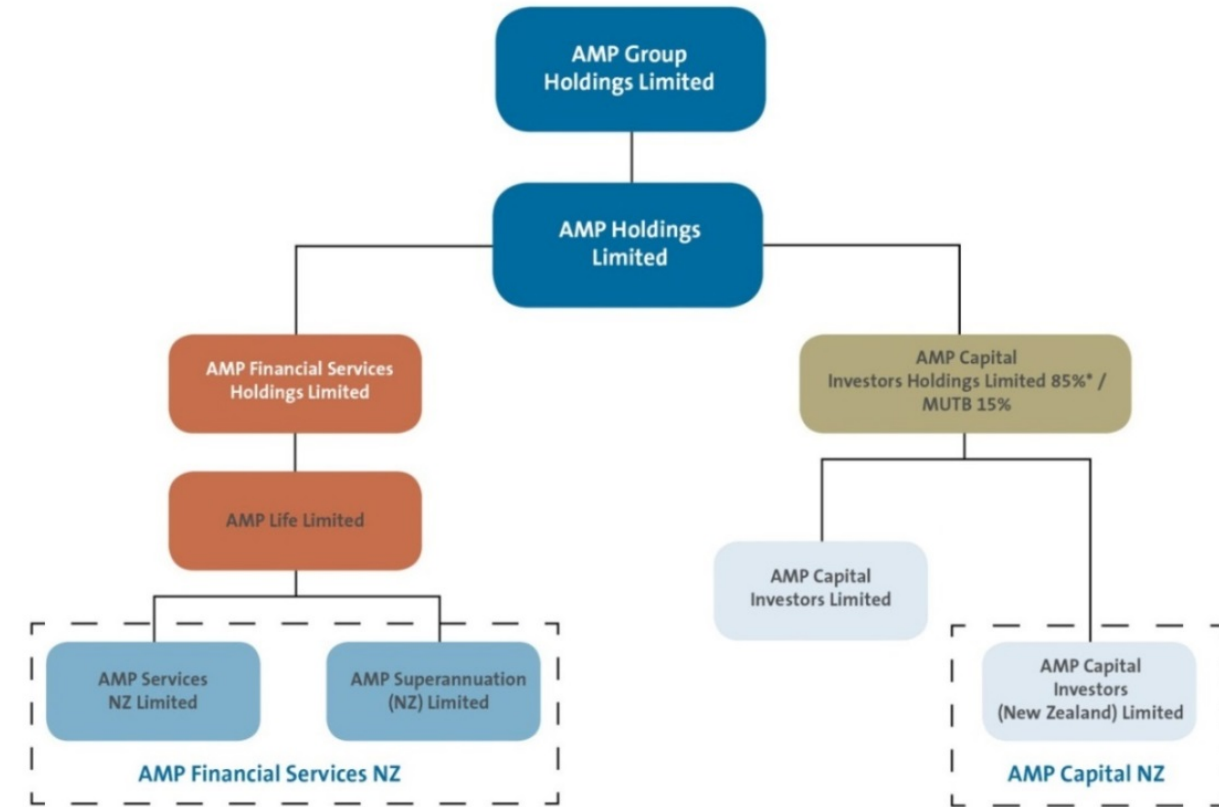 AMP Group
Holdings Limited
AMP Holdings
Limited
AMP Financial Services
Holdings Limited
AMP Capital
Investors Holdings Limited 85%* /
MUTB 15%
AMP Life Limited
AMP Capital
Investors Limited
AMP Services
NZ Limited
AMP Superannuation
(NZ) Limited
AMP Capital
Investors
(New Zealand) Limited
AMP Financial Services NZ
AMP Capital NZ